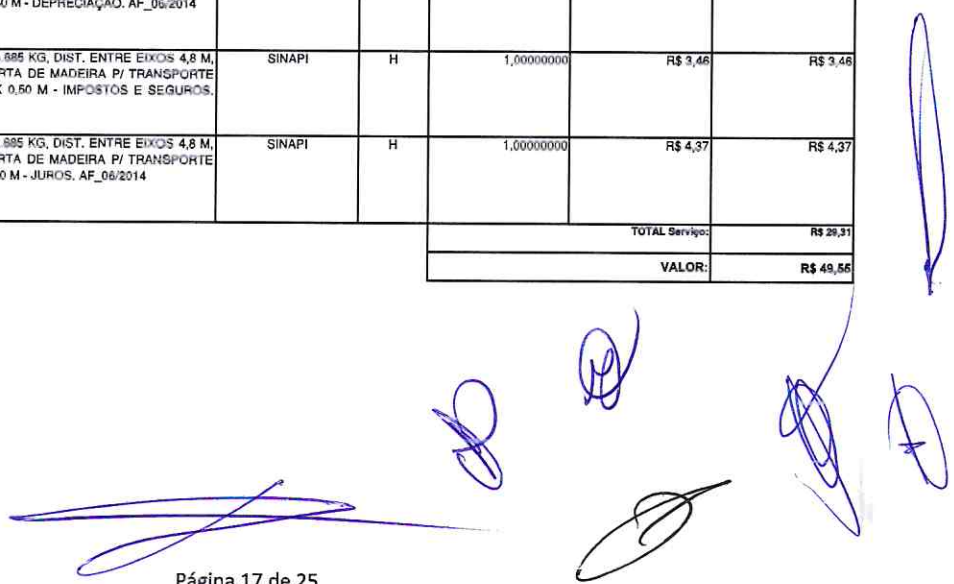 0 M - DEPRECIAÇÃO. AF_06/2014
685 KG, DIST. ENTRE EIXOS 4,8 M, SINAPI H 1,00000000 R$ 3,46 R$ 3,46
RTA DE MADEIRA P/ TRANSPORTE
X 0,50 M - IMPOSTOS E SEGUROS.
685 KG, DIST. ENTRE EIXOS 4,8 M, SINAPI H 1,00000000 R$ 4,37 R$ 4,37
RTA DE MADEIRA P/ TRANSPORTE
0 M - JUROS. AF_06/2014
TOTAL Serviço: R$ 29,31
VALOR: R$ 49,55
Página 17 de 25